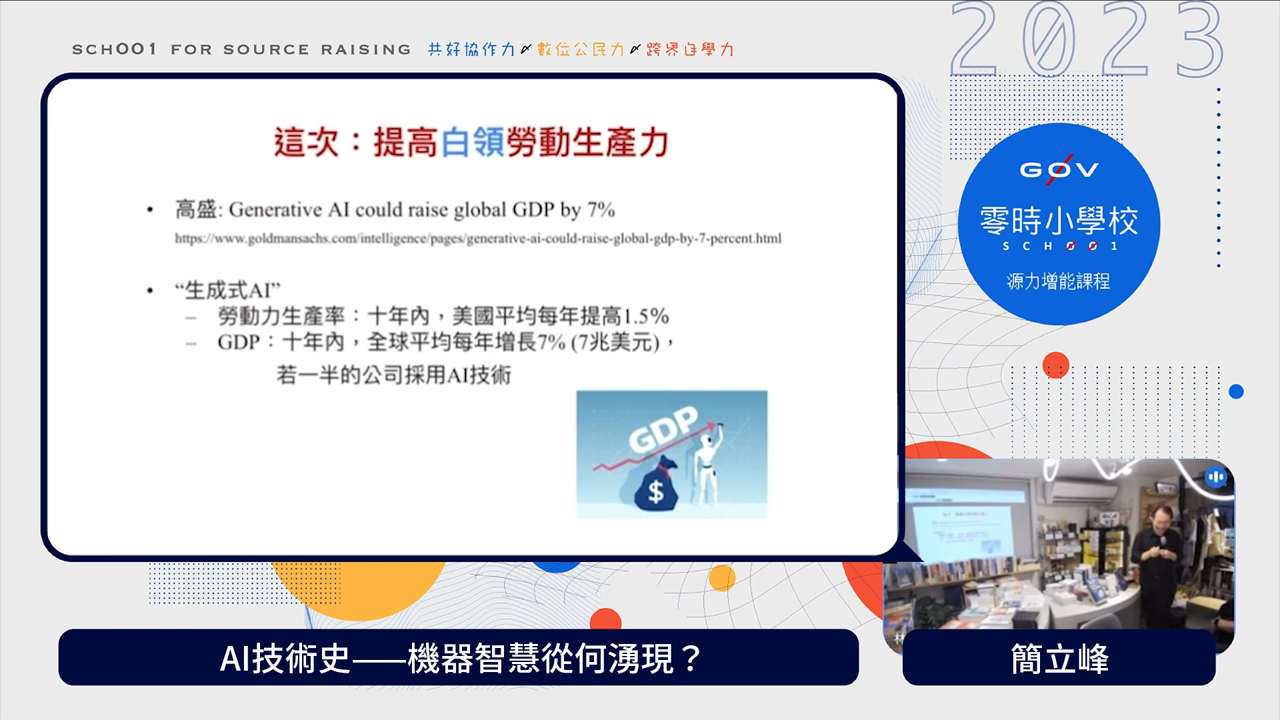 SCH001 FOR SOURCE RAISING 共好協作力 數位公民力 跨界自學力
2023
這次：提高白領勞動生產力
• 高盛: Generative AI could raise global GDP by 7%
https://www.goldmansachs.com/intelligence/pages/generative-ai-could-raise-global-gdp-by-7-percent.html
• “生成式AI”
– 勞動力生產率：十年內，美國平均每年提高1.5%
– GDP：十年內，全球平均每年增長7% (7兆美元)，
若一半的公司採用AI技術
GDP
$
G0V
零時小學校
SCH001
源力增能課程
AI技術史——機器智慧從何湧現？
簡立峰